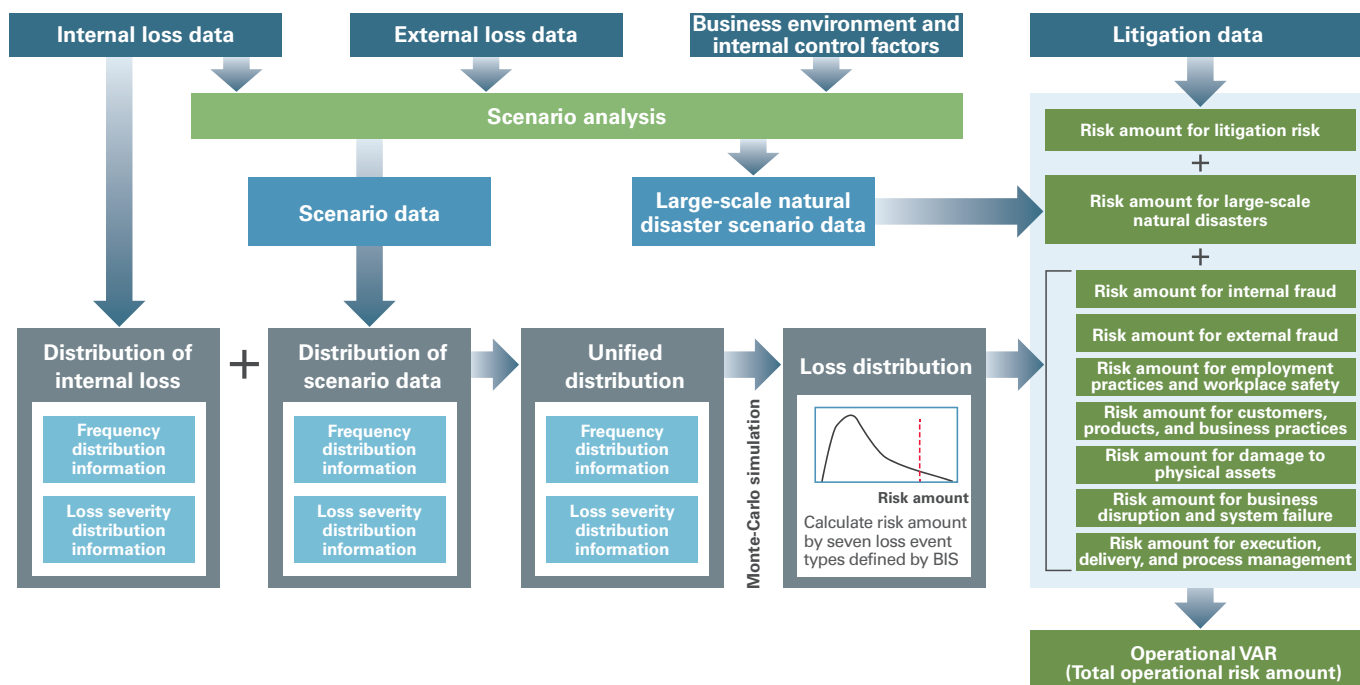 Internal loss data
External loss data
Business environment and
internal control factors
Litigation data
Scenario analysis
Risk amount for litigation risk
+
Scenario data
Large-scale natural
disaster scenario data
Risk amount for large-scale
natural disasters
+
Risk amount for internal fraud
Risk amount for external fraud
Risk amount for employment
practices and workplace safety
Risk amount for customers,
products, and business practices
Risk amount for damage to
physical assets
Risk amount for business
disruption and system failure
Risk amount for execution,
delivery, and process management
Distribution of
internal loss
Frequency
distribution
information
Loss severity
distribution
information
+
Distribution of
scenario data
Frequency
distribution
information
Loss severity
distribution
information
Unified
distribution
Frequency
distribution
information
Loss severity
distribution
information
Monte-Carlo simulation
Loss distribution
Risk amount
Calculate risk amount
by seven loss event
types defined by BIS
Operational VAR
(Total operational risk amount)